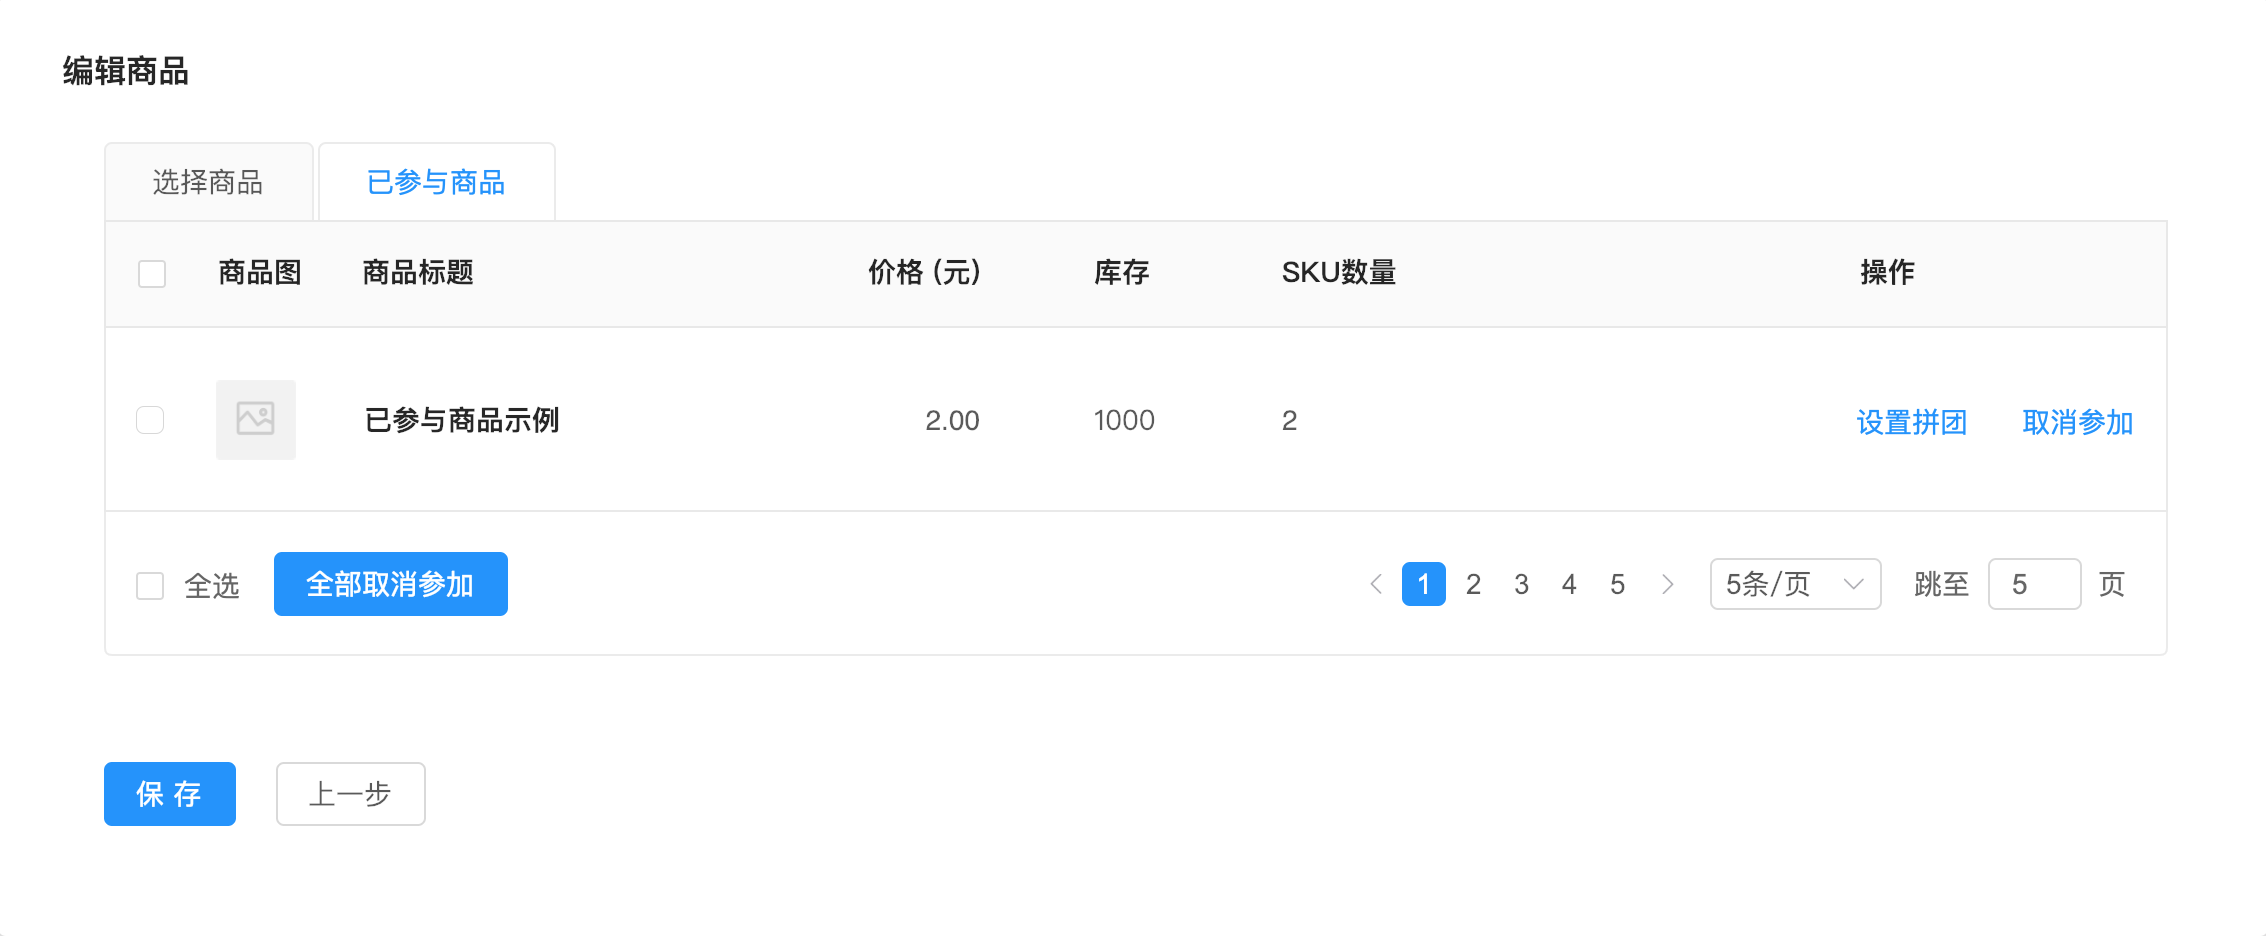 编辑商品
选择商品 已参与商品
商品图 商品标题 价格 (元) 库存 SKU数量 操作
已参与商品示例 2.00 1000 2 设置拼团 取消参加
全选 全部取消参加 1 2 3 4 5 5条/页 跳至 5 页
保 存 上一步